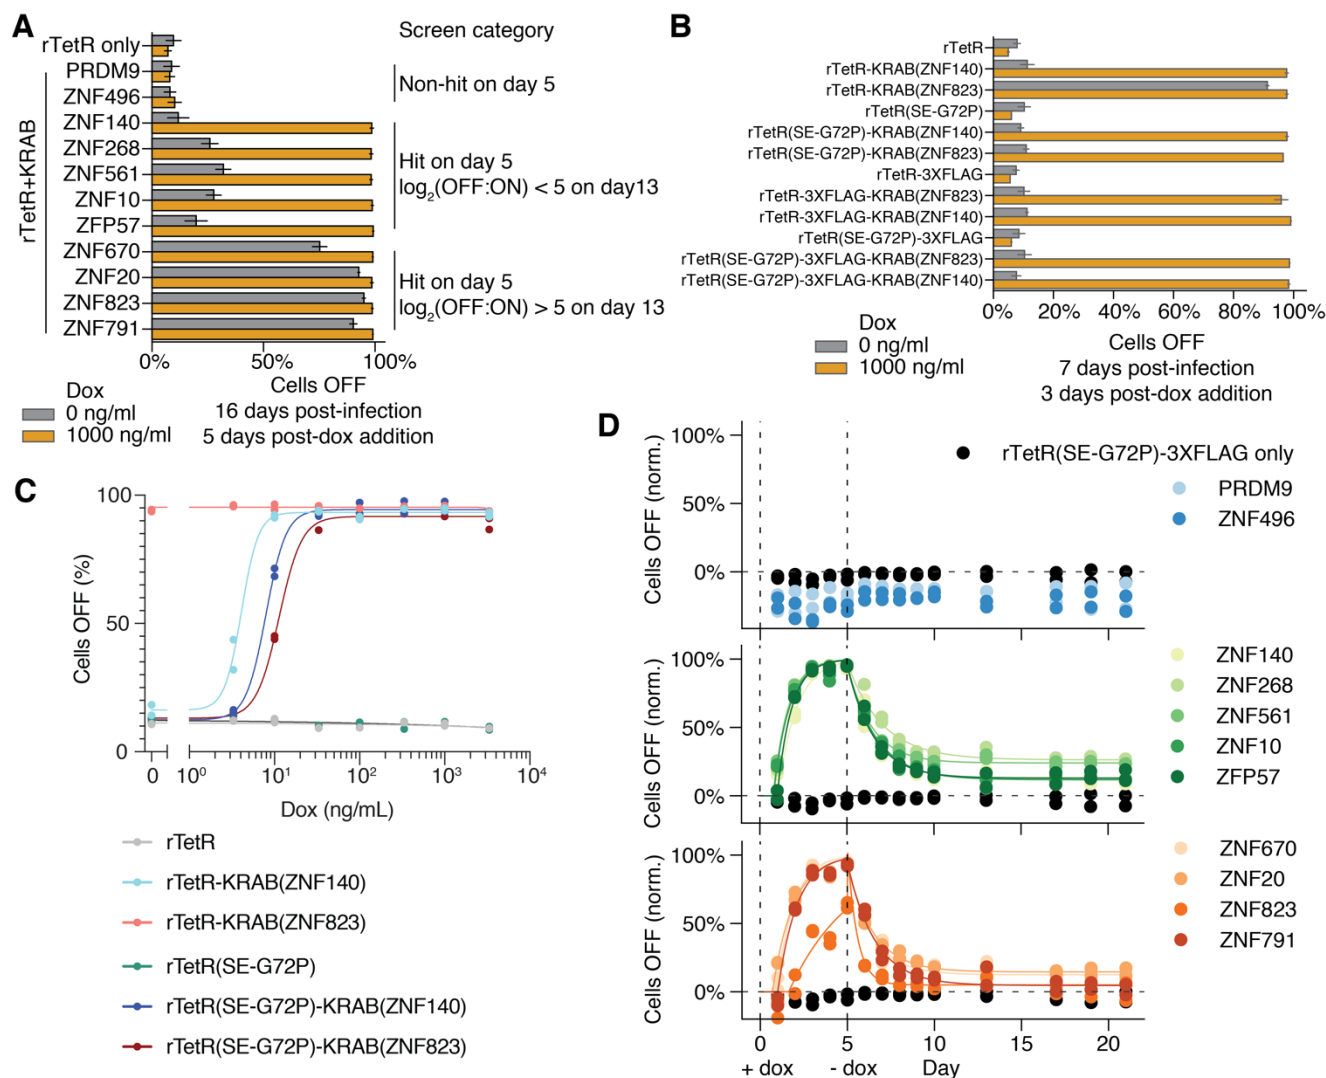 A
rTetR only
rTetR+KRAB
PRDM9
ZNF496
ZNF140
ZNF268
ZNF561
ZNF10
ZFP57
ZNF670
ZNF20
ZNF823
ZNF791
0% 50% 100%
Cells OFF
16 days post-infection
5 days post-dox addition
Dox
0 ng/ml
1000 ng/ml
Screen category
Non-hit on day 5
Hit on day 5
log2(OFF:ON) < 5 on day13
Hit on day 5
log2(OFF:ON) > 5 on day 13
B
rTetR
rTetR-KRAB(ZNF140)
rTetR-KRAB(ZNF823)
rTetR(SE-G72P)
rTetR(SE-G72P)-KRAB(ZNF140)
rTetR(SE-G72P)-KRAB(ZNF823)
rTetR-3XFLAG
rTetR-3XFLAG-KRAB(ZNF823)
rTetR-3XFLAG-KRAB(ZNF140)
rTetR(SE-G72P)-3XFLAG
rTetR(SE-G72P)-3XFLAG-KRAB(ZNF823)
rTetR(SE-G72P)-3XFLAG-KRAB(ZNF140)
0% 20% 40% 60% 80% 100%
Cells OFF
7 days post-infection
3 days post-dox addition
Dox
0 ng/ml
1000 ng/ml
C
Cells OFF (%)
100
50
0
0 10^0 10^1 10^2 10^3 10^4
Dox (ng/mL)
rTetR
rTetR-KRAB(ZNF140)
rTetR-KRAB(ZNF823)
rTetR(SE-G72P)
rTetR(SE-G72P)-KRAB(ZNF140)
rTetR(SE-G72P)-KRAB(ZNF823)
D
Cells OFF (norm.)
100%
50%
0%
rTetR(SE-G72P)-3XFLAG only
PRDM9
ZNF496
Cells OFF (norm.)
100%
50%
0%
ZNF140
ZNF268
ZNF561
ZNF10
ZFP57
Cells OFF (norm.)
100%
50%
0%
ZNF670
ZNF20
ZNF823
ZNF791
0 5 10 15 20
+ dox - dox Day